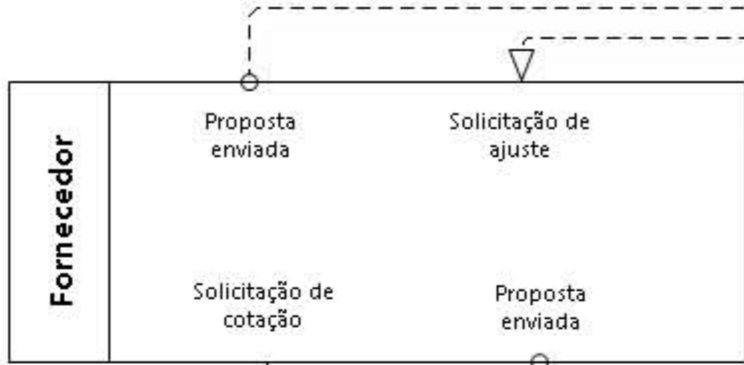 Fornecedor
Proposta
enviada
Solicitação de
ajuste
Solicitação de
cotação
Proposta
enviada